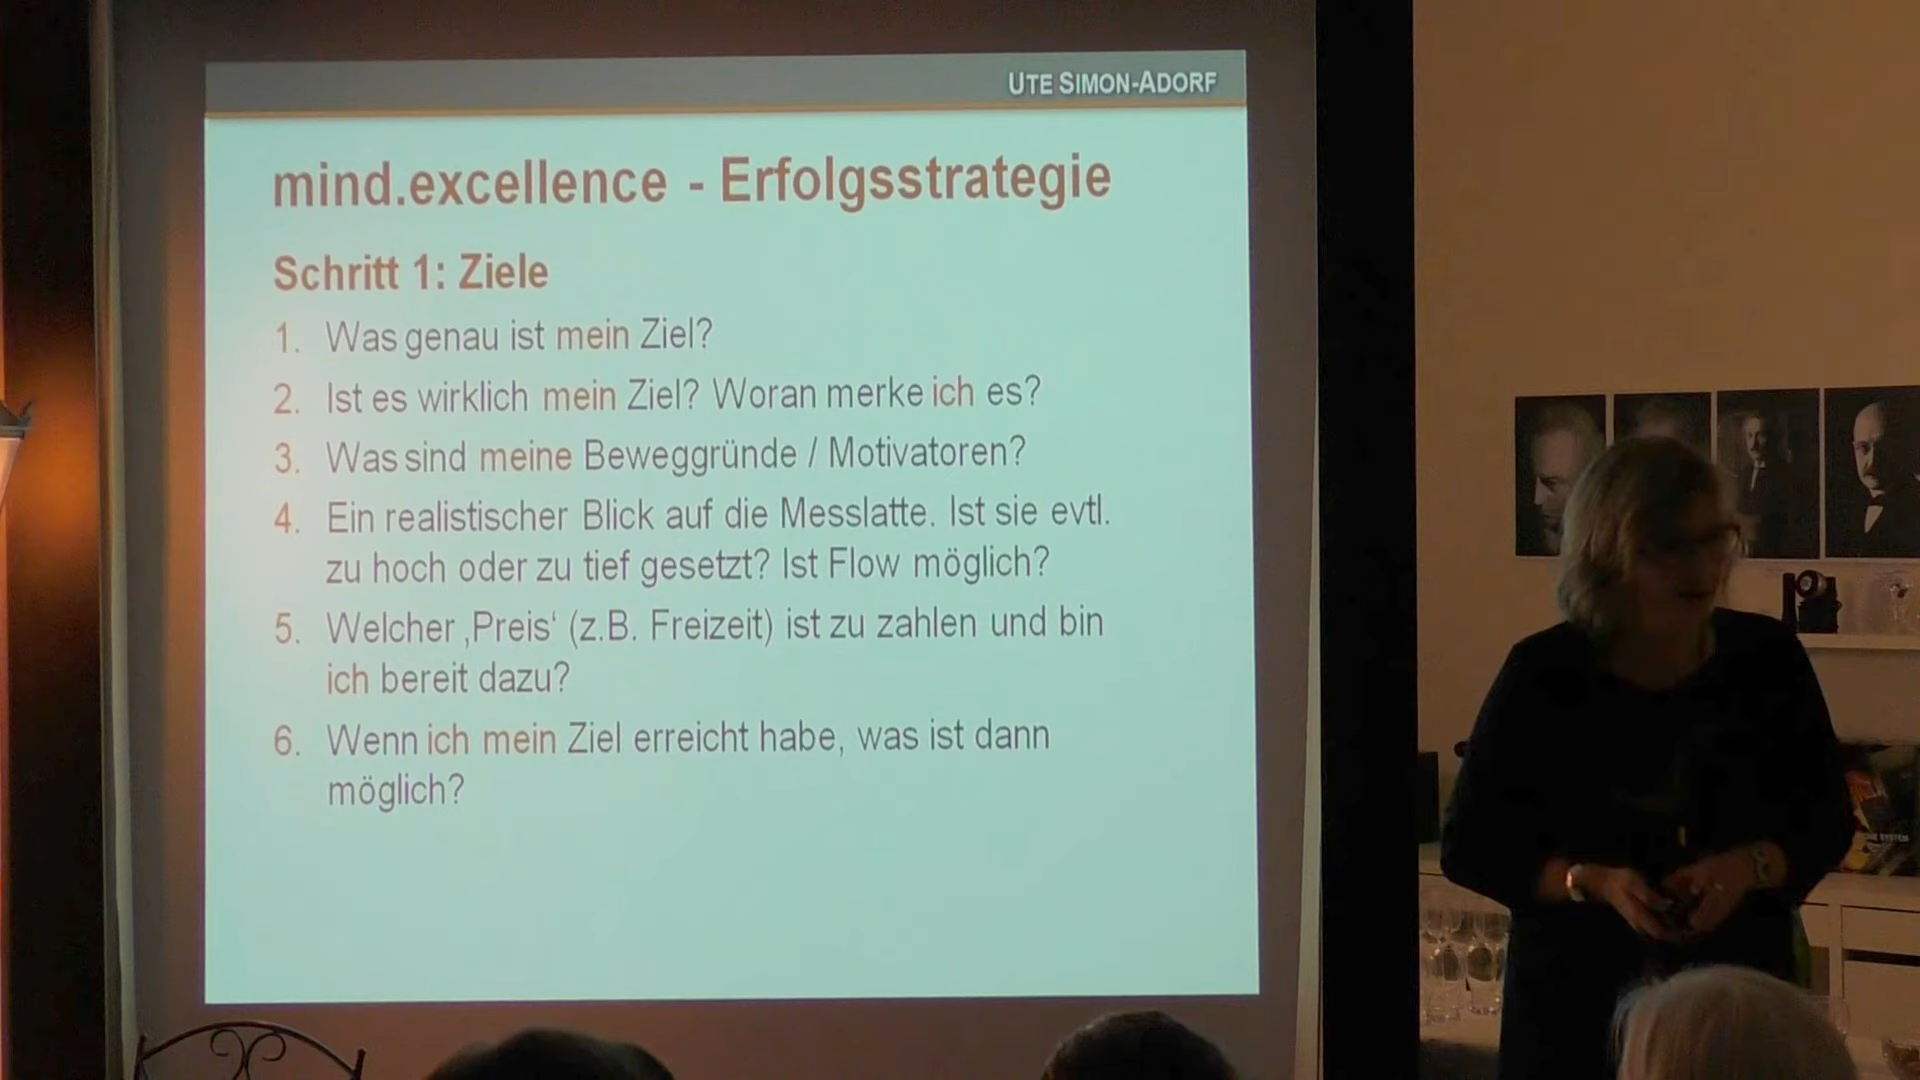 UTE SIMON-ADORF
mind.excellence - Erfolgsstrategie
Schritt 1: Ziele
1. Was genau ist mein Ziel?
2. Ist es wirklich mein Ziel? Woran merke ich es?
3. Was sind meine Beweggründe / Motivatoren?
4. Ein realistischer Blick auf die Messlatte. Ist sie evtl.
zu hoch oder zu tief gesetzt? Ist Flow möglich?
5. Welcher ‚Preis‘ (z.B. Freizeit) ist zu zahlen und bin
ich bereit dazu?
6. Wenn ich mein Ziel erreicht habe, was ist dann
möglich?
SYSTEM